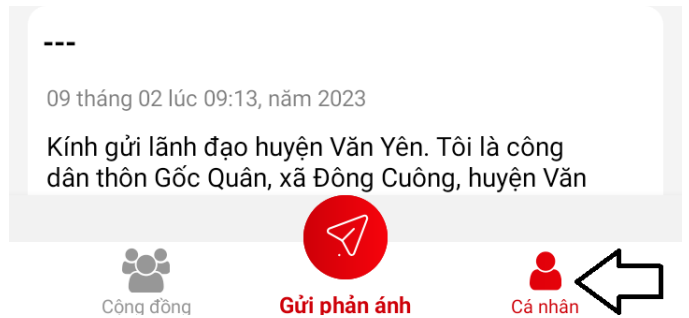 ---
09 tháng 02 lúc 09:13, năm 2023
Kính gửi lãnh đạo huyện Văn Yên. Tôi là công
dân thôn Gốc Quân, xã Đông Cuông, huyện Văn
Cộng đồng
Gửi phản ánh
Cá nhân